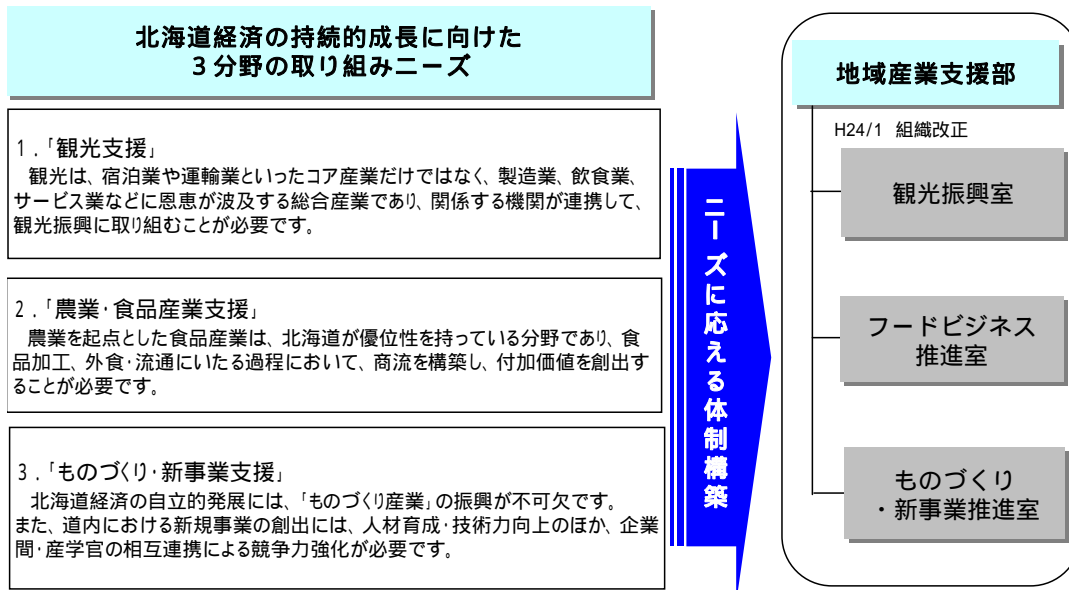 北海道経済の持続的成長に向けた
３分野の取り組みニーズ
１．「観光支援」
観光は、宿泊業や運輸業といったコア産業だけではなく、製造業、飲食業、
サービス業などに恩恵が波及する総合産業であり、関係する機関が連携して、
観光振興に取り組むことが必要です。
２．「農業・食品産業支援」
農業を起点とした食品産業は、北海道が優位性を持っている分野であり、食
品加工、外食・流通にいたる過程において、商流を構築し、付加価値を創出す
ることが必要です。
３．「ものづくり・新事業支援」
北海道経済の自立的発展には、「ものづくり産業」の振興が不可欠です。
また、道内における新規事業の創出には、人材育成・技術力向上のほか、企業
間・産学官の相互連携による競争力強化が必要です。
ニーズに応える体制構築
地域産業支援部
H24/1 組織改正
観光振興室
フードビジネス
推進室
ものづくり
・新事業推進室